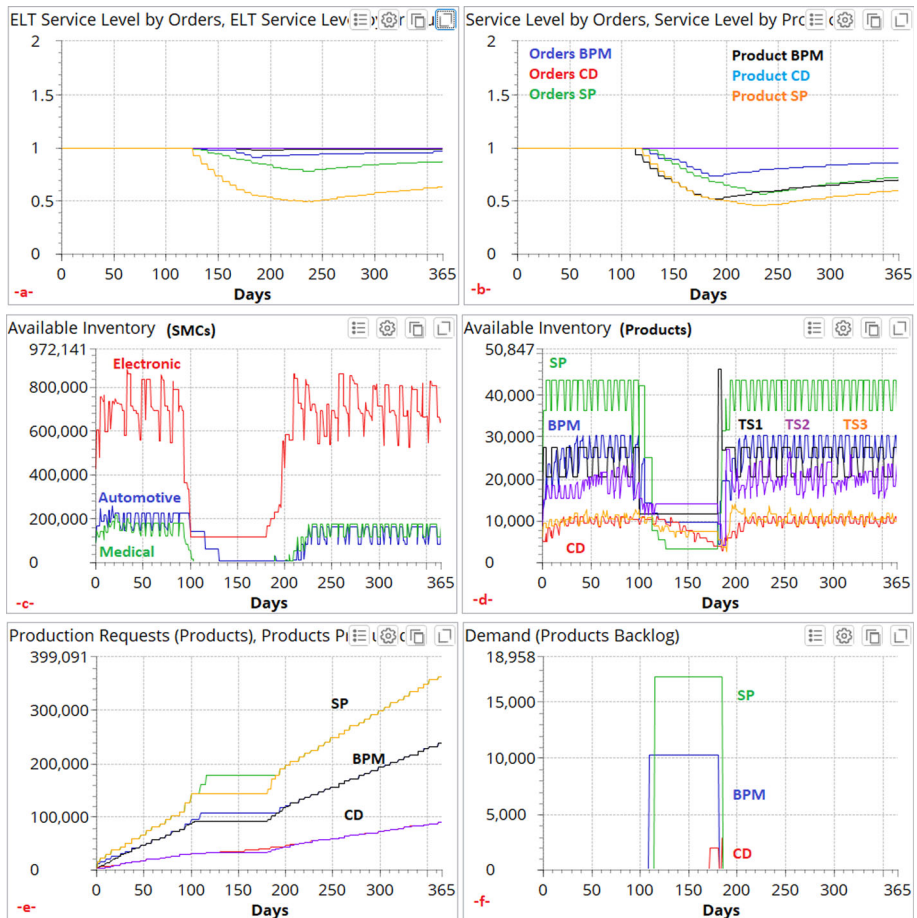 ELT Service Level by Orders, ELT Service Level by
2
1.5
1
0.5
0
0 50 100 150 200 250 300 365
-a-
Days
Service Level by Orders, Service Level by
Orders BPM
Orders CD
Orders SP
Product BPM
Product CD
Product SP
2
1.5
1
0.5
0
0 50 100 150 200 250 300 365
-b-
Days
Available Inventory (SMCs)
972,141
800,000
600,000
400,000
200,000
0
Electronic
Automotive
Medical
0 50 100 150 200 250 300 365
-c-
Days
Available Inventory (Products)
50,847
40,000
30,000
20,000
10,000
0
SP
BPM
TS1 TS2 TS3
CD
0 50 100 150 200 250 300 365
-d-
Days
Production Requests (Products), Products
399,091
300,000
200,000
100,000
0
SP
BPM
CD
0 50 100 150 200 250 300 365
-e-
Days
Demand (Products Backlog)
18,958
15,000
10,000
5,000
0
SP
BPM
CD
0 50 100 150 200 250 300 365
-f-
Days